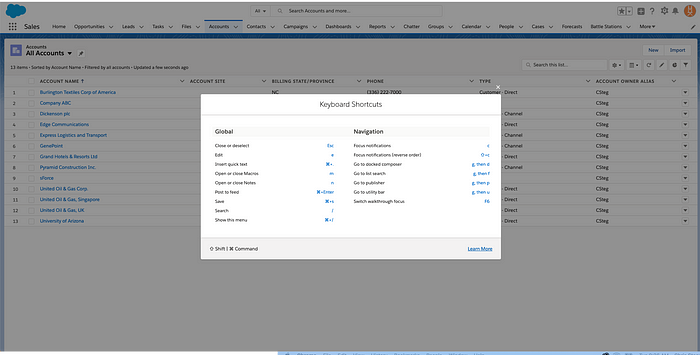 All ▾ Search Accounts and more...
Sales Home Opportunities Leads Tasks Files Accounts Contacts Campaigns Dashboards Reports Chatter Groups Calendar People Cases Forecasts Battle Stations More
Accounts
All Accounts
New Import
13 items • Sorted by Account Name • Filtered by all accounts • Updated a few seconds ago
Search this list...
ACCOUNT NAME ↑ ACCOUNT SITE BILLING STATE/PROVINCE PHONE TYPE ACCOUNT OWNER ALIAS
1 Burlington Textiles Corp of America NC (336) 222-7000 Customer - Direct CSteg
2 Company ABC CSteg
3 Dickenson plc Channel CSteg
4 Edge Communications Direct CSteg
5 Express Logistics and Transport Channel CSteg
6 GenePoint Channel CSteg
7 Grand Hotels & Resorts Ltd Direct CSteg
8 Pyramid Construction Inc. Channel CSteg
9 sForce CSteg
10 United Oil & Gas Corp. Direct CSteg
11 United Oil & Gas, Singapore Direct CSteg
12 United Oil & Gas, UK Direct CSteg
13 University of Arizona Direct CSteg
Keyboard Shortcuts
Global
Close or deselect Esc
Edit e
Insert quick text ⌘+.
Open or close Macros m
Open or close Notes n
Post to feed ⌘+Enter
Save ⌘+s
Search /
Show this menu ⌘+/
Navigation
Focus notifications c
Focus notifications (reverse order) ⇧+c
Go to docked composer g, then d
Go to list search g, then f
Go to publisher g, then p
Go to utility bar g, then u
Switch walkthrough focus F6
⇧ Shift | ⌘ Command
Learn More